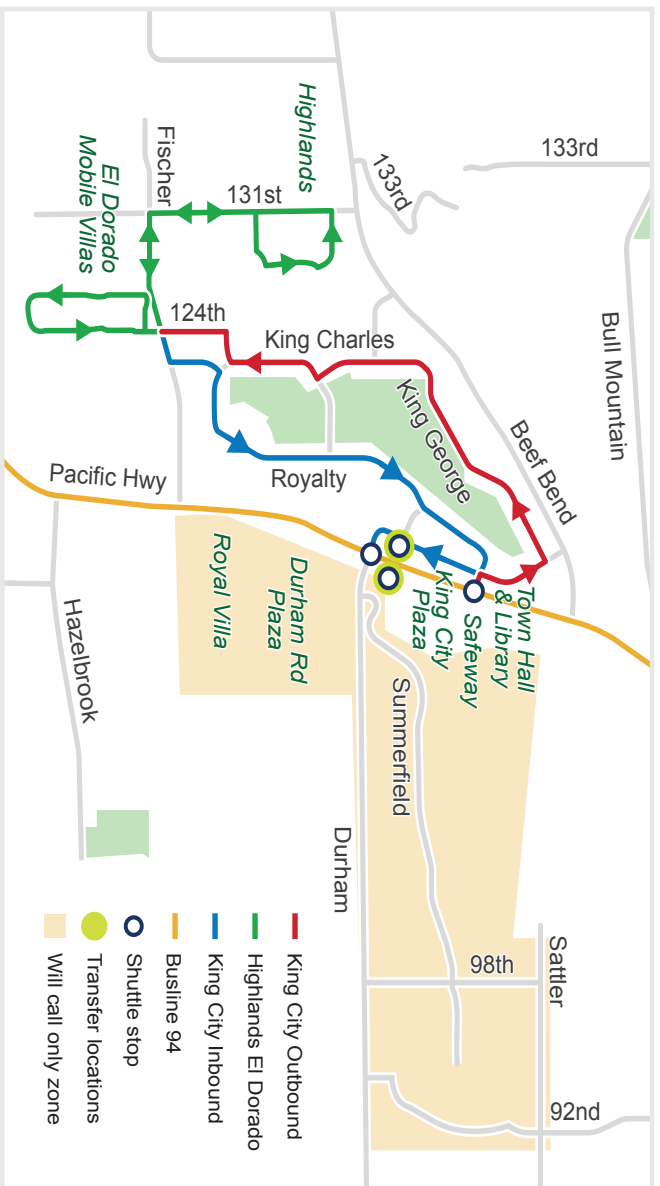 133rd
133rd
Bull Mountain
Highlands
131st
Fischer
El Dorado
Mobile Villas
124th
King Charles
King George
Beef Bend
Royalty
Pacific Hwy
Town Hall
& Library
Safeway
King City
Plaza
Durham Rd
Plaza
Royal Villa
Hazelbrook
Summerfield
Durham
98th
Sattler
92nd
King City Outbound
Highlands El Dorado
King City Inbound
Busline 94
Shuttle stop
Transfer locations
Will call only zone